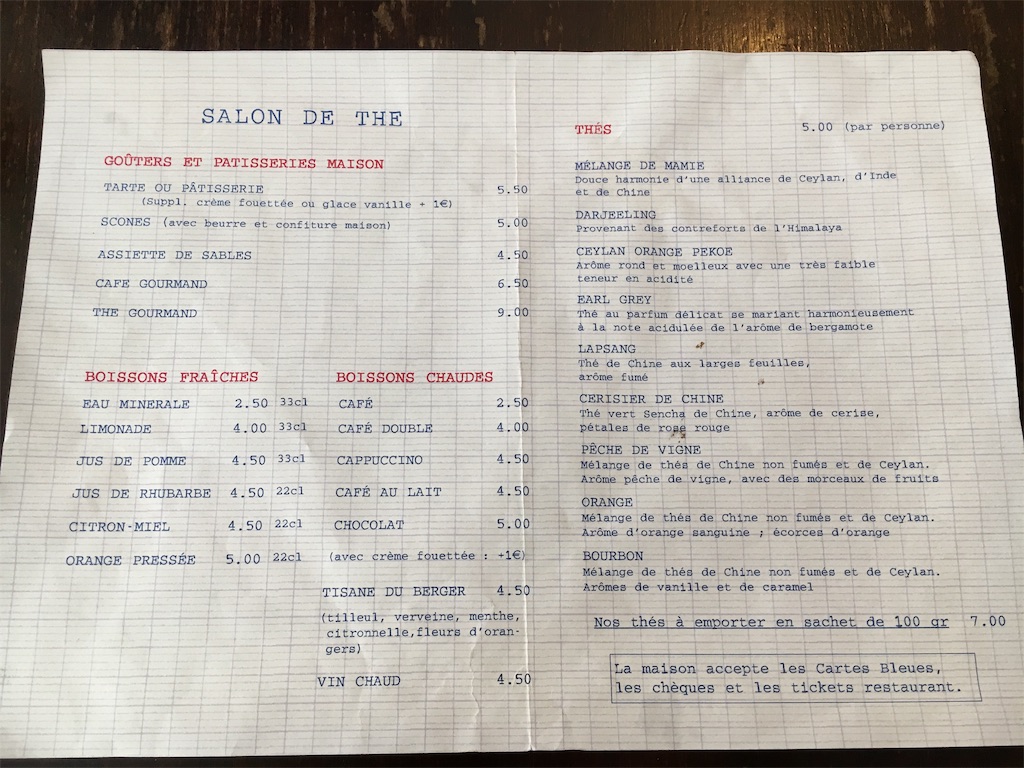 SALON DE THE
GOÛTERS ET PATISSERIES MAISON
TARTE OU PÂTISSERIE 5.50
(Suppl. crème fouettée ou glace vanille + 1€)
SCONES (avec beurre et confiture maison) 5.00
ASSIETTE DE SABLES 4.50
CAFE GOURMAND 6.50
THE GOURMAND 9.00
BOISSONS FRAÎCHES
EAU MINERALE 2.50 33cl
LIMONADE 4.00 33cl
JUS DE POMME 4.50 33cl
JUS DE RHUBARBE 4.50 22cl
CITRON-MIEL 4.50 22cl
ORANGE PRESSÉE 5.00 22cl
BOISSONS CHAUDES
CAFÉ 2.50
CAFÉ DOUBLE 4.00
CAPPUCCINO 4.50
CAFÉ AU LAIT 4.50
CHOCOLAT 5.00
(avec crème fouettée : +1€)
TISANE DU BERGER 4.50
(tilleul, verveine, menthe,
citronnelle,fleurs d'oran-
gers)
VIN CHAUD 4.50
THÉS 5.00 (par personne)
MÉLANGE DE MAMIE
Douce harmonie d'une alliance de Ceylan, d'Inde
et de Chine
DARJEELING
Provenant des contreforts de l'Himalaya
CEYLAN ORANGE PEKOE
Arôme rond et moelleux avec une très faible
teneur en acidité
EARL GREY
Thé au parfum délicat se mariant harmonieusement
à la note acidulée de l'arôme de bergamote
LAPSANG
Thé de Chine aux larges feuilles,
arôme fumé
CERISIER DE CHINE
Thé vert Sencha de Chine, arôme de cerise,
pétales de rose rouge
PÊCHE DE VIGNE
Mélange de thés de Chine non fumés et de Ceylan.
Arôme pêche de vigne, avec des morceaux de fruits
ORANGE
Mélange de thés de Chine non fumés et de Ceylan.
Arôme d'orange sanguine ; écorces d'orange
BOURBON
Mélange de thés de Chine non fumés et de Ceylan.
Arômes de vanille et de caramel
Nos thés à emporter en sachet de 100 gr 7.00
La maison accepte les Cartes Bleues,
les chèques et les tickets restaurant.